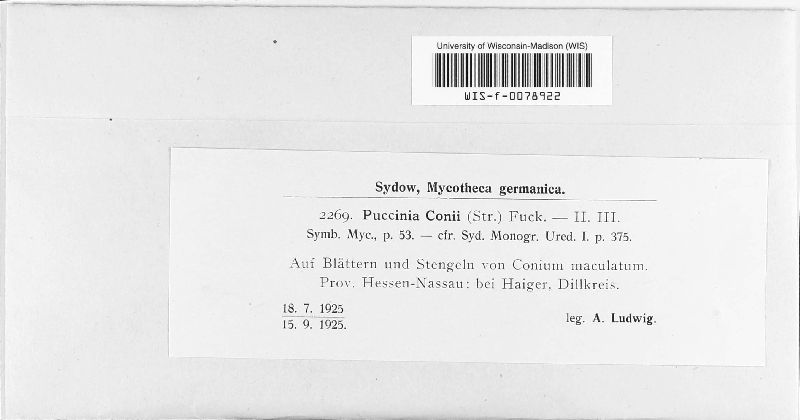 University of Wisconsin-Madison (WIS)
WIS-f-0078922
Sydow, Mycotheca germanica.
2269. Puccinia Conii (Str.) Fuck. — II. III.
Symb. Myc., p. 53. — cfr. Syd. Monogr. Ured. I. p. 375.
Auf Blättern und Stengeln von Conium maculatum.
Prov. Hessen-Nassau: bei Haiger, Dillkreis.
18. 7. 1925
15. 9. 1925.
leg. A. Ludwig.